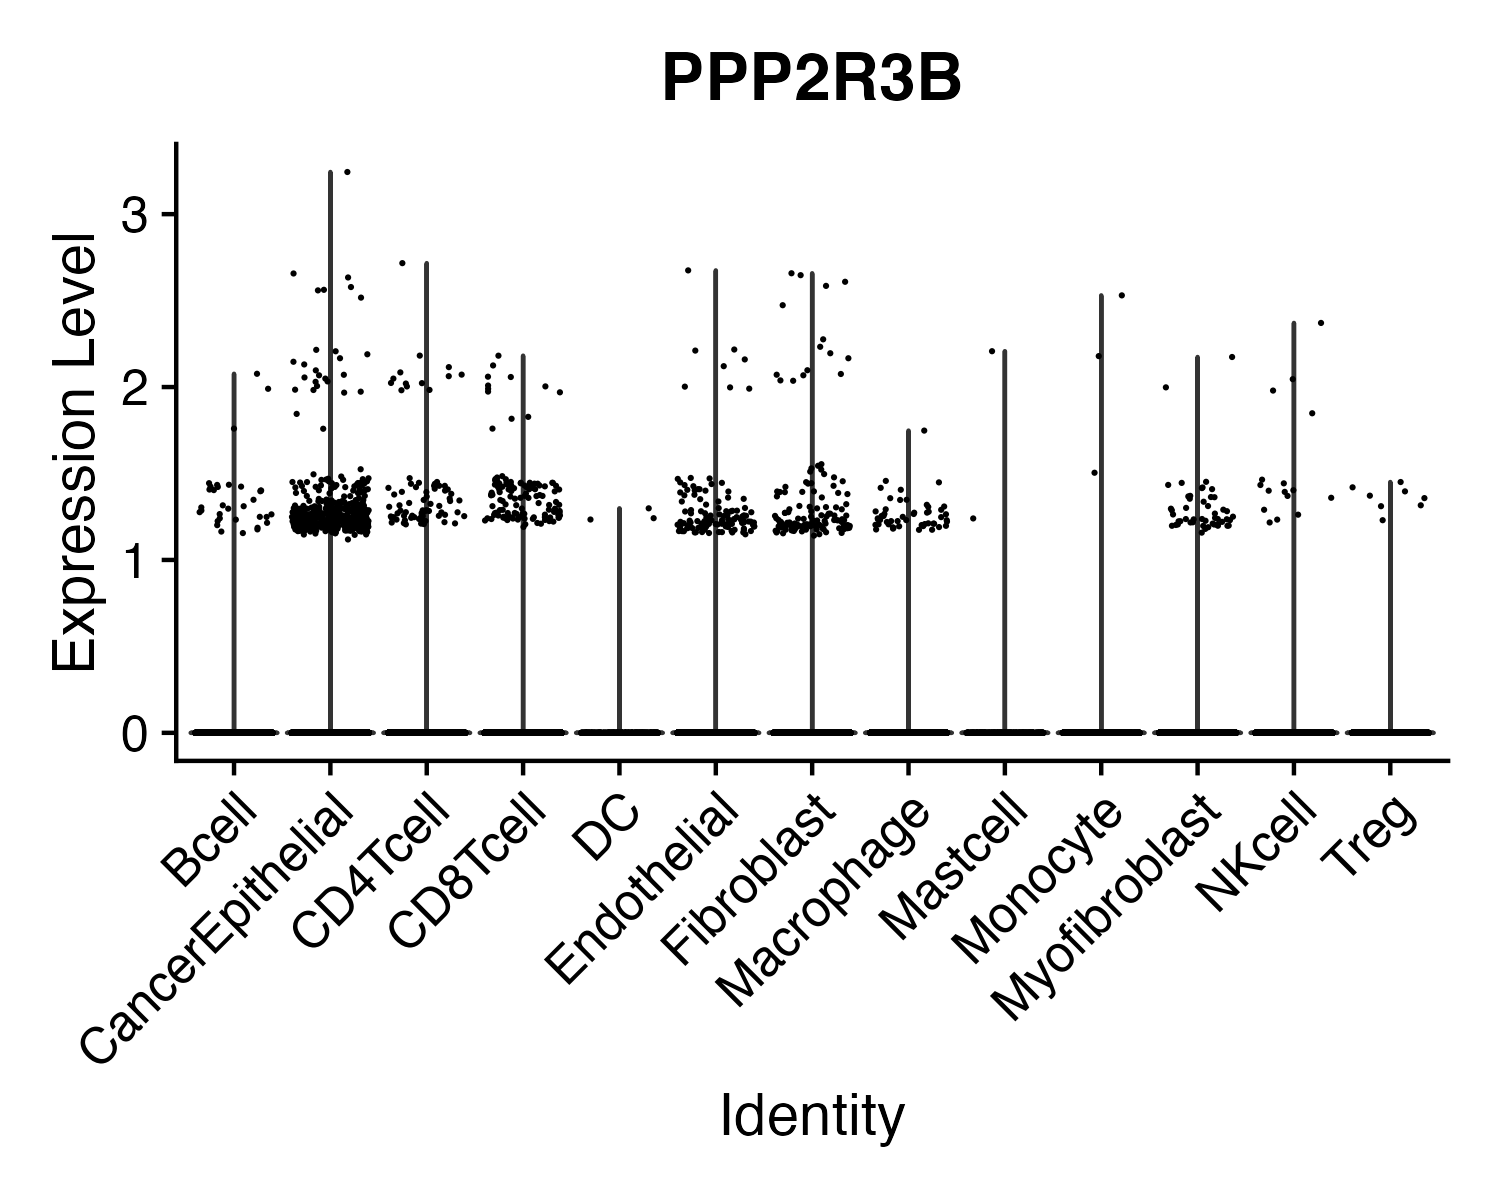 PPP2R3B
Expression Level
3
2
1
0
Bcell
CancerEpithelial
CD4Tcell
CD8Tcell
DC
Endothelial
Fibroblast
Macrophage
Mastcell
Monocyte
Myofibroblast
NKcell
Treg
Identity